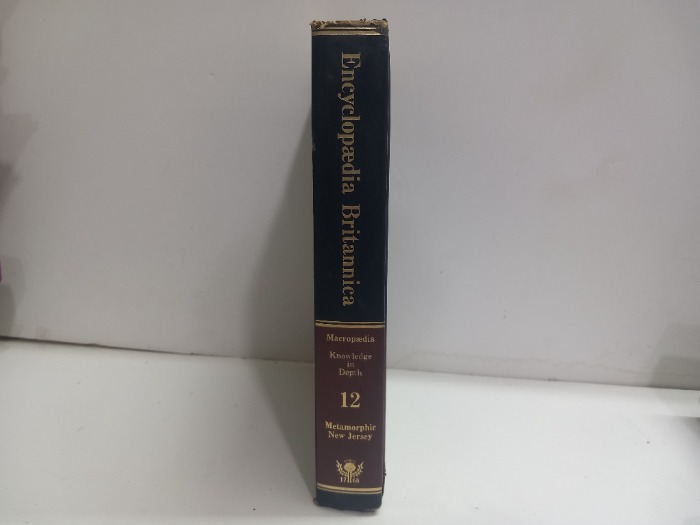 Encyclopædia Britannica
Macropædia
Knowledge
in
Depth
12
Metamorphic
New Jersey
1768